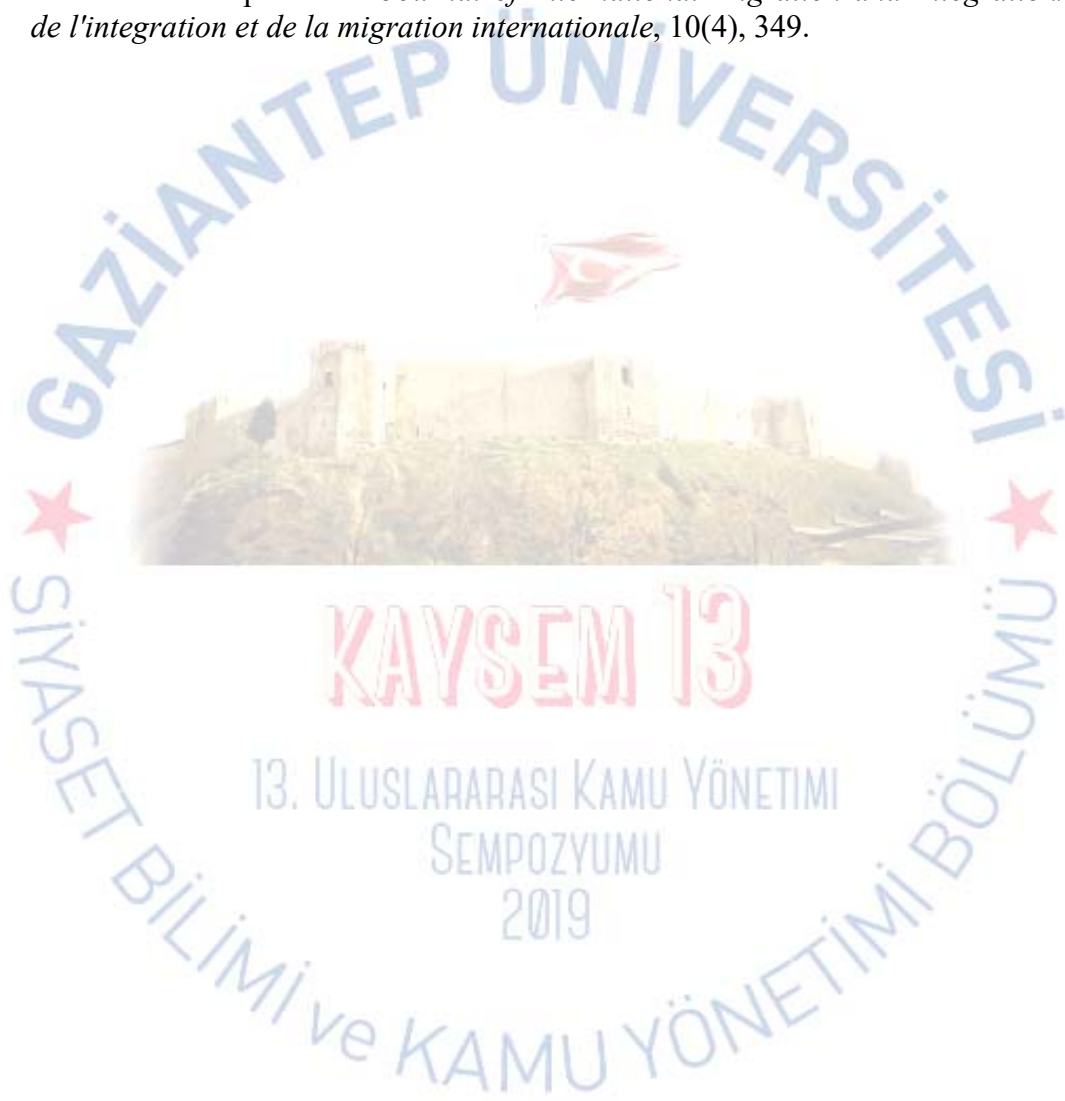 de l'integration et de la migration internationale, 10(4), 349.
GAZİANTEP ÜNİVERSİTESİ
KAYSEM 13
13. ULUSLARARASI KAMU YÖNETIMI
SEMPOZYUMU
2019
SİYASET BİLİMİ ve KAMU YÖNETİMİ BÖLÜMÜ